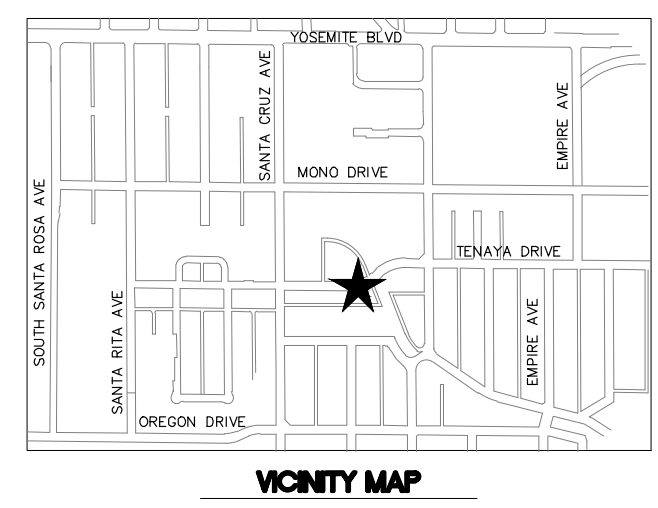 YOSEMITE BLVD
SANTA CRUZ AVE
EMPIRE AVE
MONO DRIVE
SOUTH SANTA ROSA AVE
TENAYA DRIVE
SANTA RITA AVE
EMPIRE AVE
OREGON DRIVE
VICINITY MAP